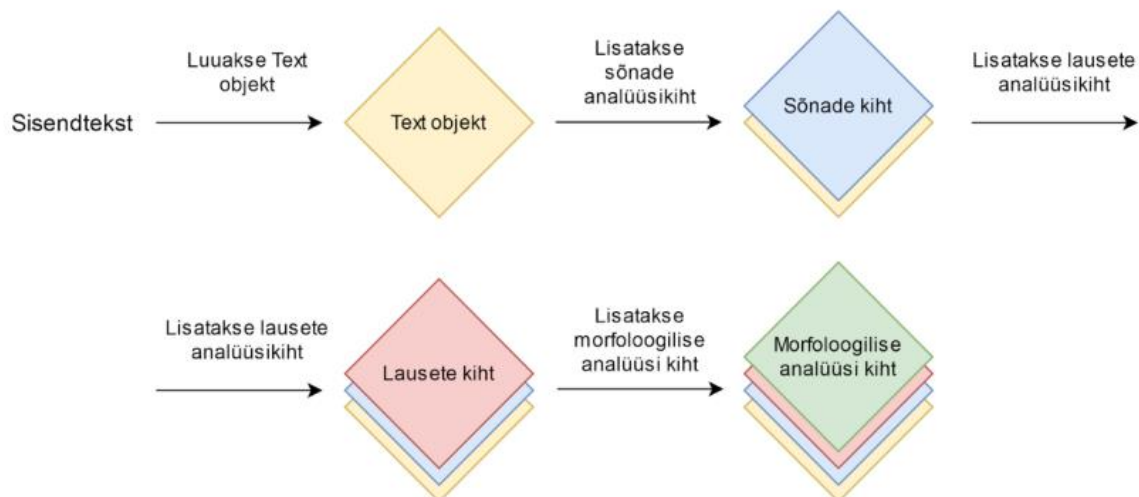 Sisendtekst
Luuakse Text
objekt
Text objekt
Lisatakse
sõnade
analüüsikiht
Sõnade kiht
Lisatakse lausete
analüüsikiht
Lisatakse lausete
analüüsikiht
Lausete kiht
Lisatakse
morfoloogilise
analüüsi kiht
Morfoloogilise
analüüsi kiht